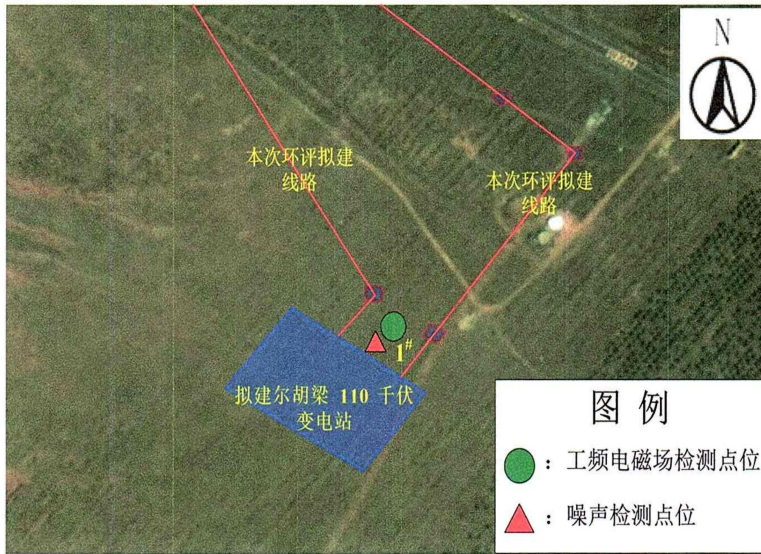 N
本次环评拟建
线路
本次环评拟建
线路
1#
拟建尔胡梁 110 千伏
变电站
图 例
：工频电磁场检测点位
：噪声检测点位